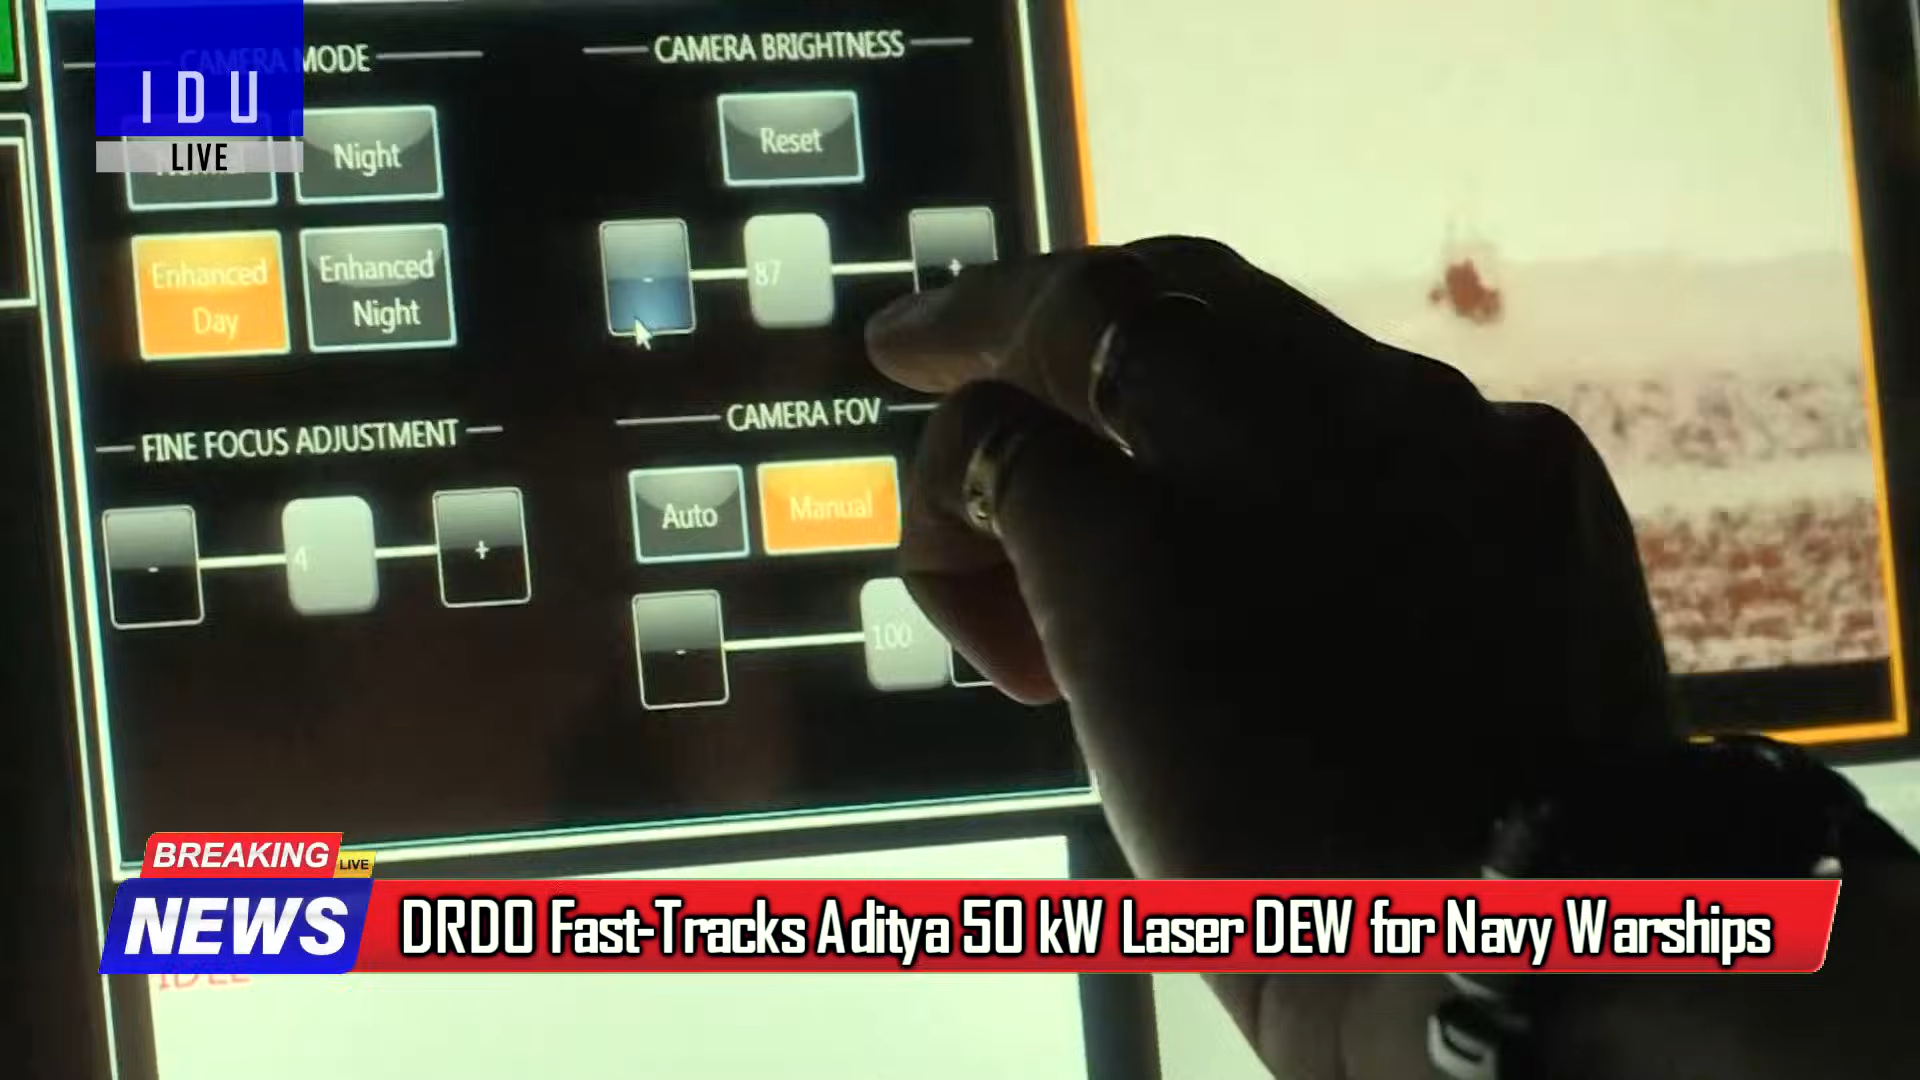 CAMERA MODE
IDU
LIVE
Night
Enhanced
Day
Enhanced
Night
CAMERA BRIGHTNESS
Reset
-
87
+
FINE FOCUS ADJUSTMENT
-
4
+
CAMERA FOV
Auto
Manual
-
100
BREAKING
LIVE
NEWS
DRDO Fast-Tracks Aditya 50 kW Laser DEW for Navy Warships